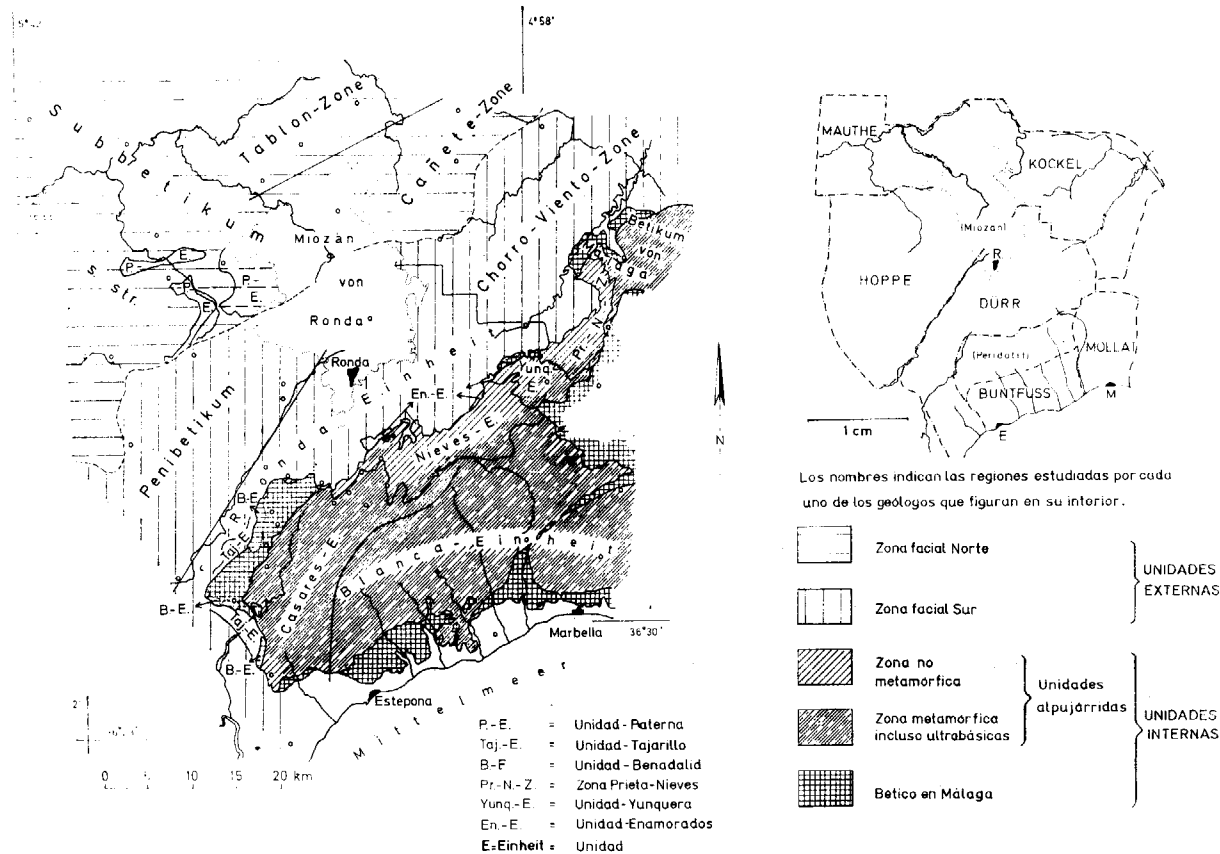 4°58'
Subbetikum
s. str.
Tablon-Zone
Cañete-Zone
Chorro-Viento-Zone
Miozän
von
Ronda
Betikum
von
Malaga
P.-E.
P.-E.
P.-E.
Pr.-N.-Z.
Yunq.-E.
Ronda
En.-E.
Ronda Einheit
Nieves-E.
Penibetikum
B-E.
Taj-E.
Casares-E.
Blanca-Einheit
B-E.
Taj-E.
B.-E.
Marbella
36°30'
Estepona
Mittelmeer
N
0 5 10 15 20 km
P.-E. = Unidad-Paterna
Taj.-E. = Unidad-Tajarillo
B-E = Unidad-Benadalid
Pr.-N.-Z. = Zona Prieta-Nieves
Yunq.-E. = Unidad-Yunquera
En.-E. = Unidad-Enamorados
E=Einheit = Unidad
MAUTHE
KOCKEL
(Miozän)
R
HOPPE
DÜRR
(Peridotit)
MOLLAT
BUNTFUSS
M
E
1 cm
Los nombres indican las regiones estudiadas por cada
uno de los geólogos que figuran en su interior.
Zona facial Norte
Zona facial Sur
UNIDADES
EXTERNAS
Zona no
metamórfica
Zona metamórfica
incluso ultrabásicas
Unidades
alpujárridas
UNIDADES
INTERNAS
Betico en Málaga